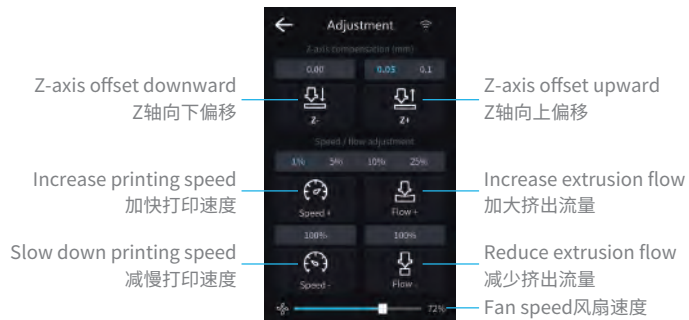 Adjustment
Z-axis compensation (mm)
0.00 0.05 0.1
Z-axis offset downward
Z轴向下偏移
Z-
Z+
Z-axis offset upward
Z轴向上偏移
Speed / flow adjustment
1% 5% 10% 25%
Increase printing speed
加快打印速度
Speed +
Flow +
Increase extrusion flow
加大挤出流量
100% 100%
Slow down printing speed
减慢打印速度
Speed -
Flow -
Reduce extrusion flow
减少挤出流量
72%
Fan speed风扇速度